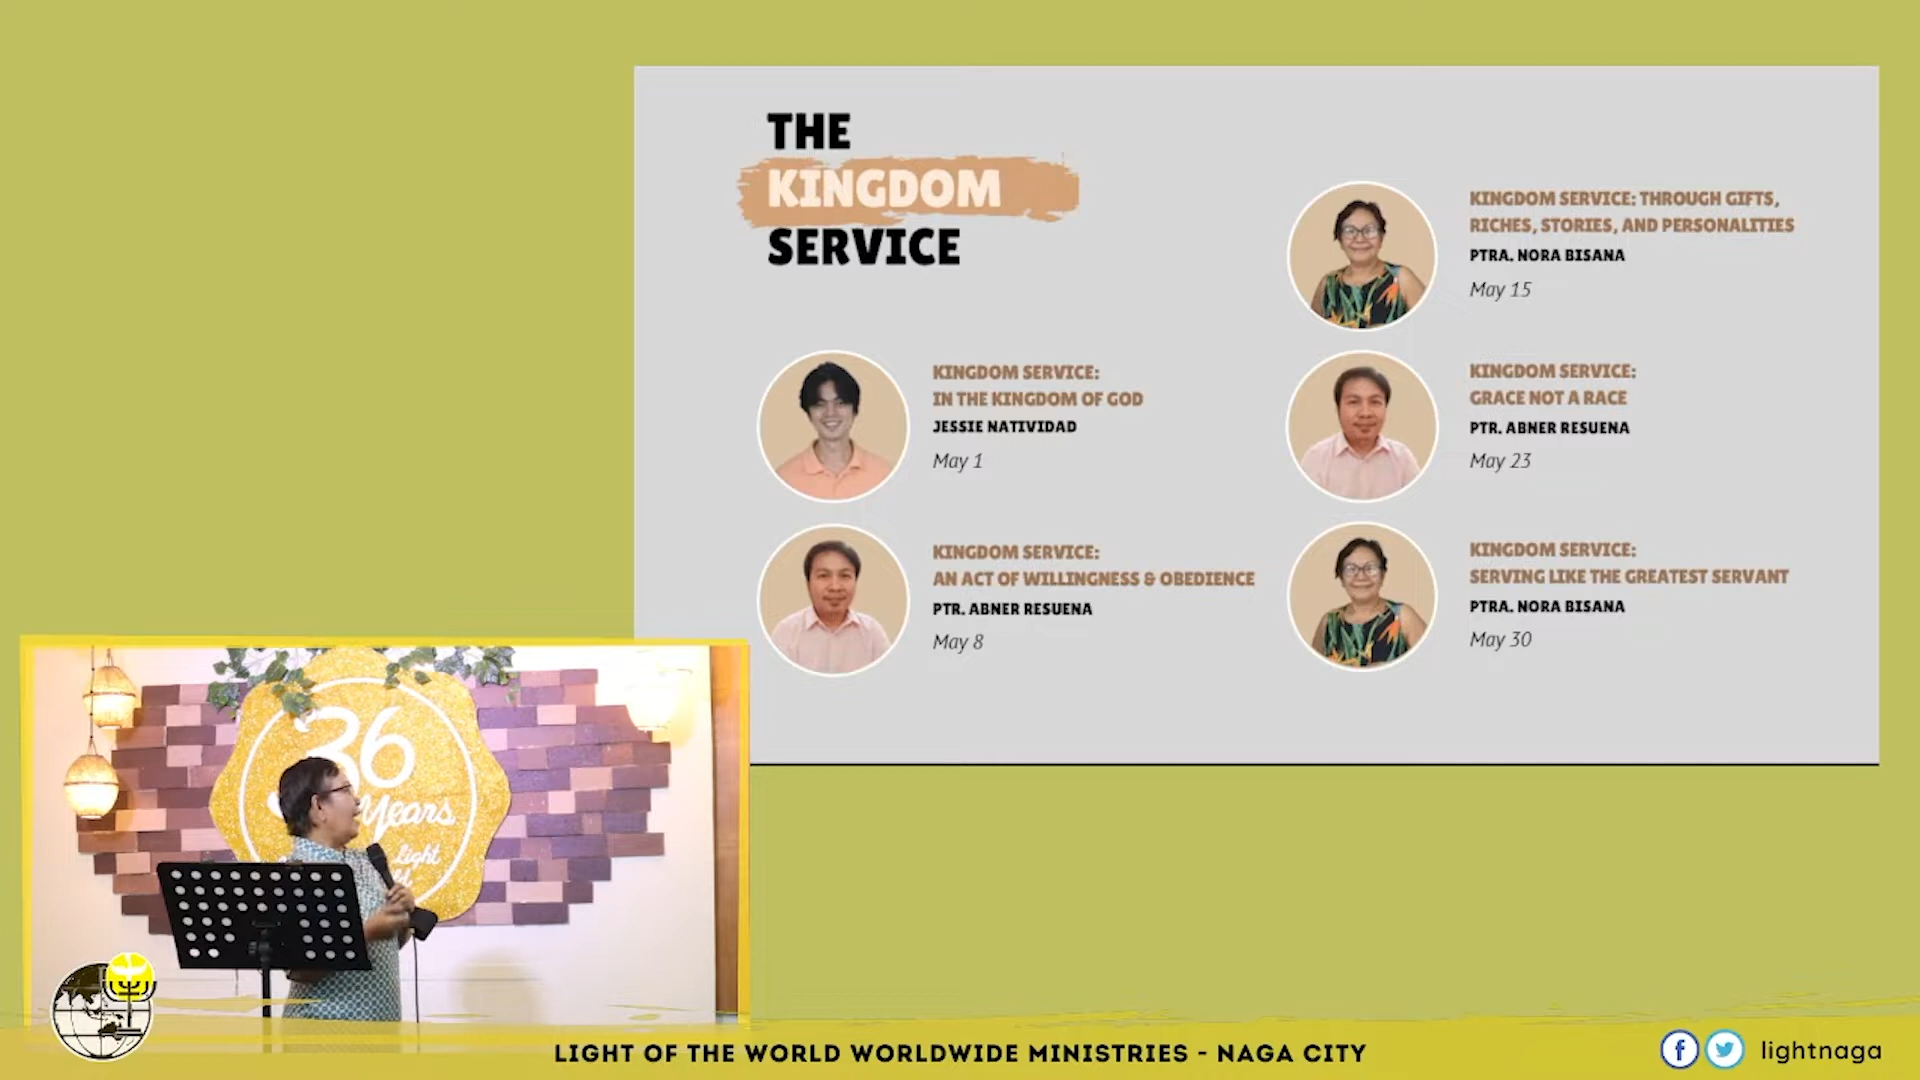 THE
KINGDOM
SERVICE
KINGDOM SERVICE:
IN THE KINGDOM OF GOD
JESSIE NATIVIDAD
May 1
KINGDOM SERVICE:
AN ACT OF WILLINGNESS & OBEDIENCE
PTR. ABNER RESUENA
May 8
KINGDOM SERVICE: THROUGH GIFTS,
RICHES, STORIES, AND PERSONALITIES
PTRA. NORA BISANA
May 15
KINGDOM SERVICE:
GRACE NOT A RACE
PTR. ABNER RESUENA
May 23
KINGDOM SERVICE:
SERVING LIKE THE GREATEST SERVANT
PTRA. NORA BISANA
May 30
36
Years
Light
LIGHT OF THE WORLD WORLDWIDE MINISTRIES - NAGA CITY
lightnaga